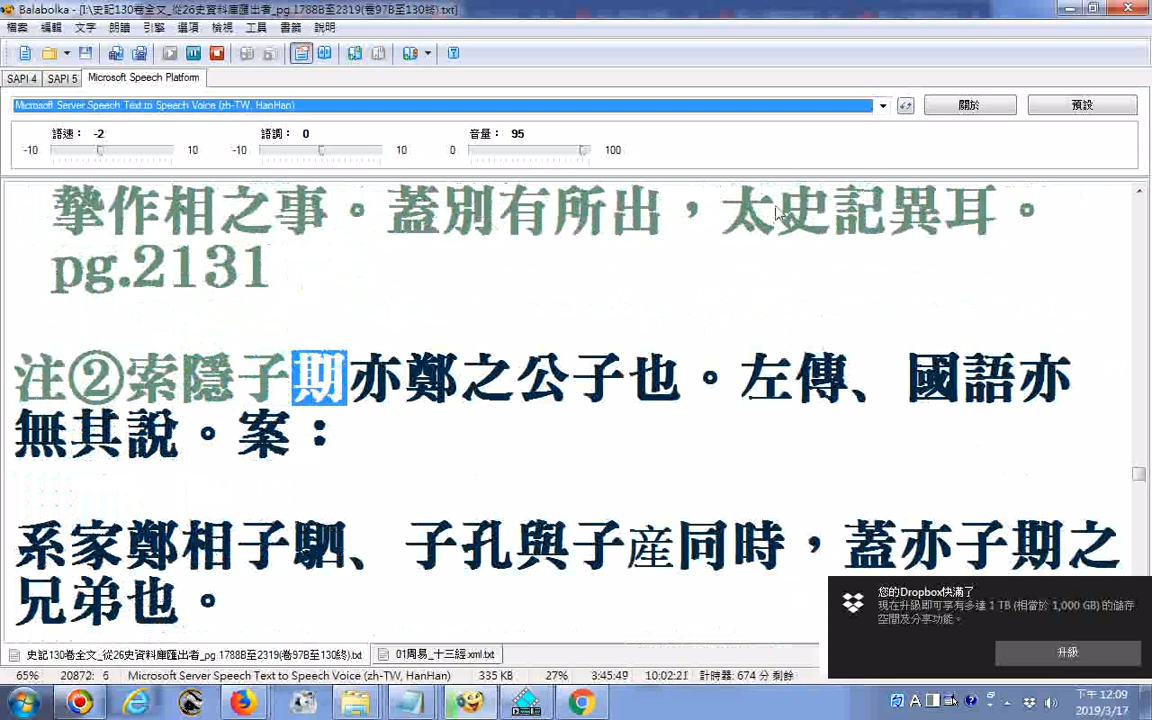 Balabolka - [I:\史記130卷全文_從26史資料庫匯出者_pg 1788B至2319(卷97B至130終).txt]
檔案 編輯 文字 朗讀 引擎 選項 檢視 工具 書籤 說明
SAPI 4 SAPI 5 Microsoft Speech Platform
Microsoft Server Speech Text to Speech Voice (zh-TW, HanHan) 關於 預設
語速： -2 語調： 0 音量： 95
-10 10 -10 10 0 100
摯作相之事。蓋別有所出，太史記異耳。
pg.2131
注②索隱子期亦鄭之公子也。左傳、國語亦
無其說。案：
系家鄭相子駟、子孔與子産同時，蓋亦子期之
兄弟也。
您的Dropbox快滿了
現在升級即可享有多達 1 TB (相當於 1,000 GB) 的儲存
空間及分享功能。
升級
史記130卷全文_從26史資料庫匯出者_pg 1788B至2319(卷97B至130終).txt 01周易_十三經xml.txt
65% 20872: 6 Microsoft Server Speech Text to Speech Voice (zh-TW, HanHan) 335 KB 27% 3:45:49 10:02:21 計時器: 674 分 剩餘
下午 12:09
2019/3/17